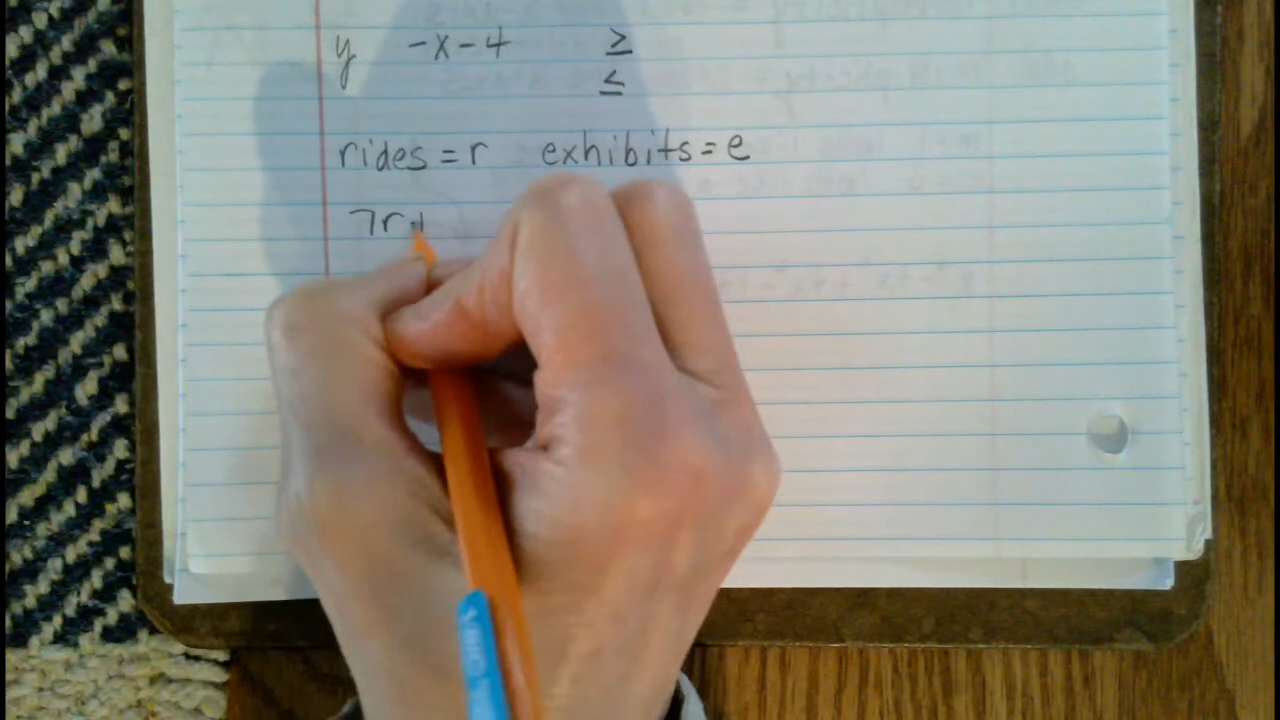 y -x-4 ≥
≤
rides = r exhibits = e
7r+